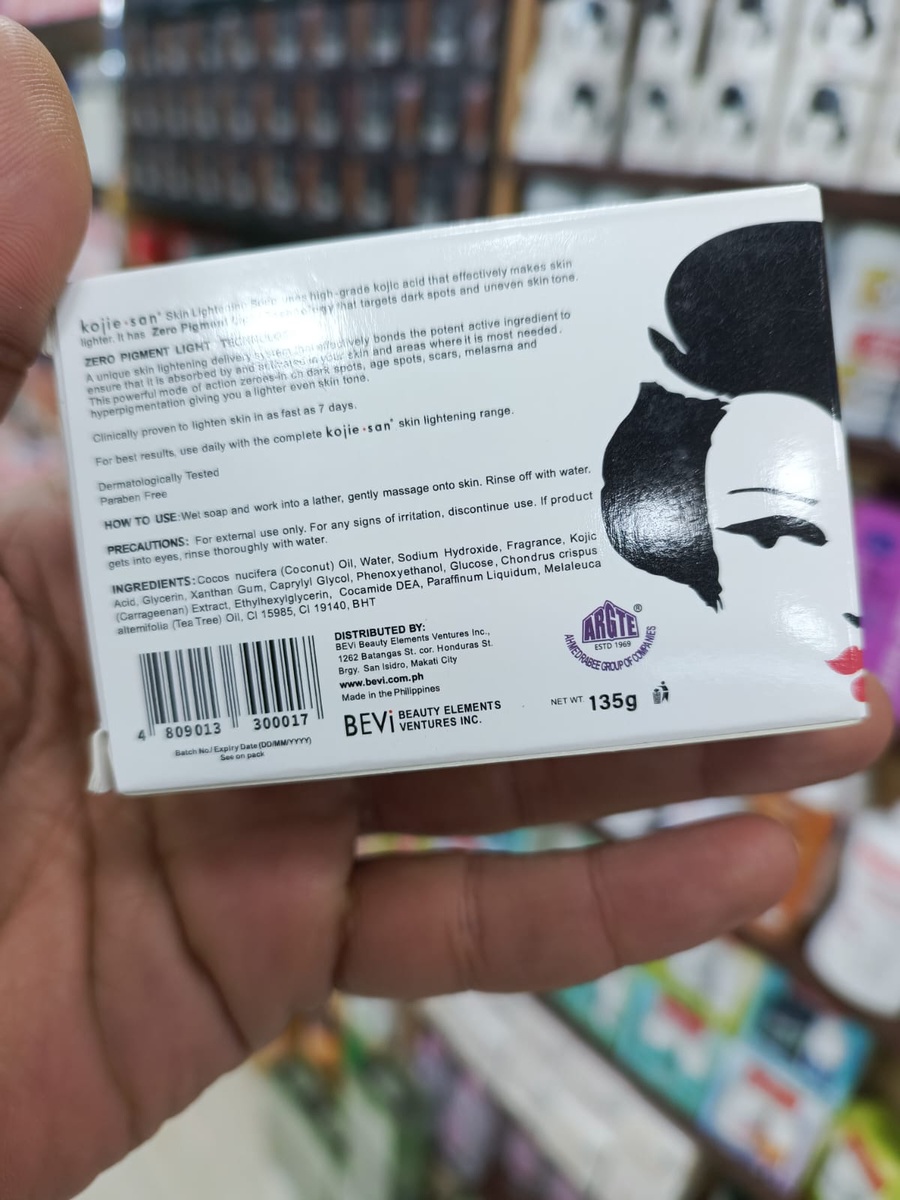 kojie·san® Skin high-grade kojic acid that effectively makes skin
lighter. It has Zero Pigment that targets dark spots and uneven skin tone.
ZERO PIGMENT LIGHT
A unique skin lightening delivery effectively bonds the potent active ingredient to
ensure that it is absorbed by and in your skin and areas where it is most needed.
This powerful mode of action zeroes-in on dark spots, age spots, scars, melasma and
hyperpigmentation giving you a lighter even skin tone.
Clinically proven to lighten skin in as fast as 7 days.
For best results, use daily with the complete kojie·san® skin lightening range.
Dermatologically Tested
Paraben Free
HOW TO USE:Wet soap and work into a lather, gently massage onto skin. Rinse off with water.
PRECAUTIONS: For external use only. For any signs of irritation, discontinue use. If product
gets into eyes, rinse thoroughly with water.
INGREDIENTS:Cocos nucifera (Coconut) Oil, Water, Sodium Hydroxide, Fragrance, Kojic
Acid, Glycerin, Xanthan Gum, Caprylyl Glycol, Phenoxyethanol, Glucose, Chondrus crispus
(Carrageenan) Extract, Ethylhexylglycerin, Cocamide DEA, Paraffinum Liquidum, Melaleuca
alternifolia (Tea Tree) Oil, CI 15985, CI 19140, BHT
4 809013 300017
Batch No./ Expiry Date (DD/MM/YYYY)
See on pack
DISTRIBUTED BY:
BEVi Beauty Elements Ventures Inc.,
1262 Batangas St. cor. Honduras St.
Brgy. San Isidro, Makati City
www.bevi.com.ph
Made in the Philippines
BEVi BEAUTY ELEMENTS
VENTURES INC.
ARGTE ®
ESTD 1969
AHMED RABEE GROUP OF COMPANIES
NET WT. 135g